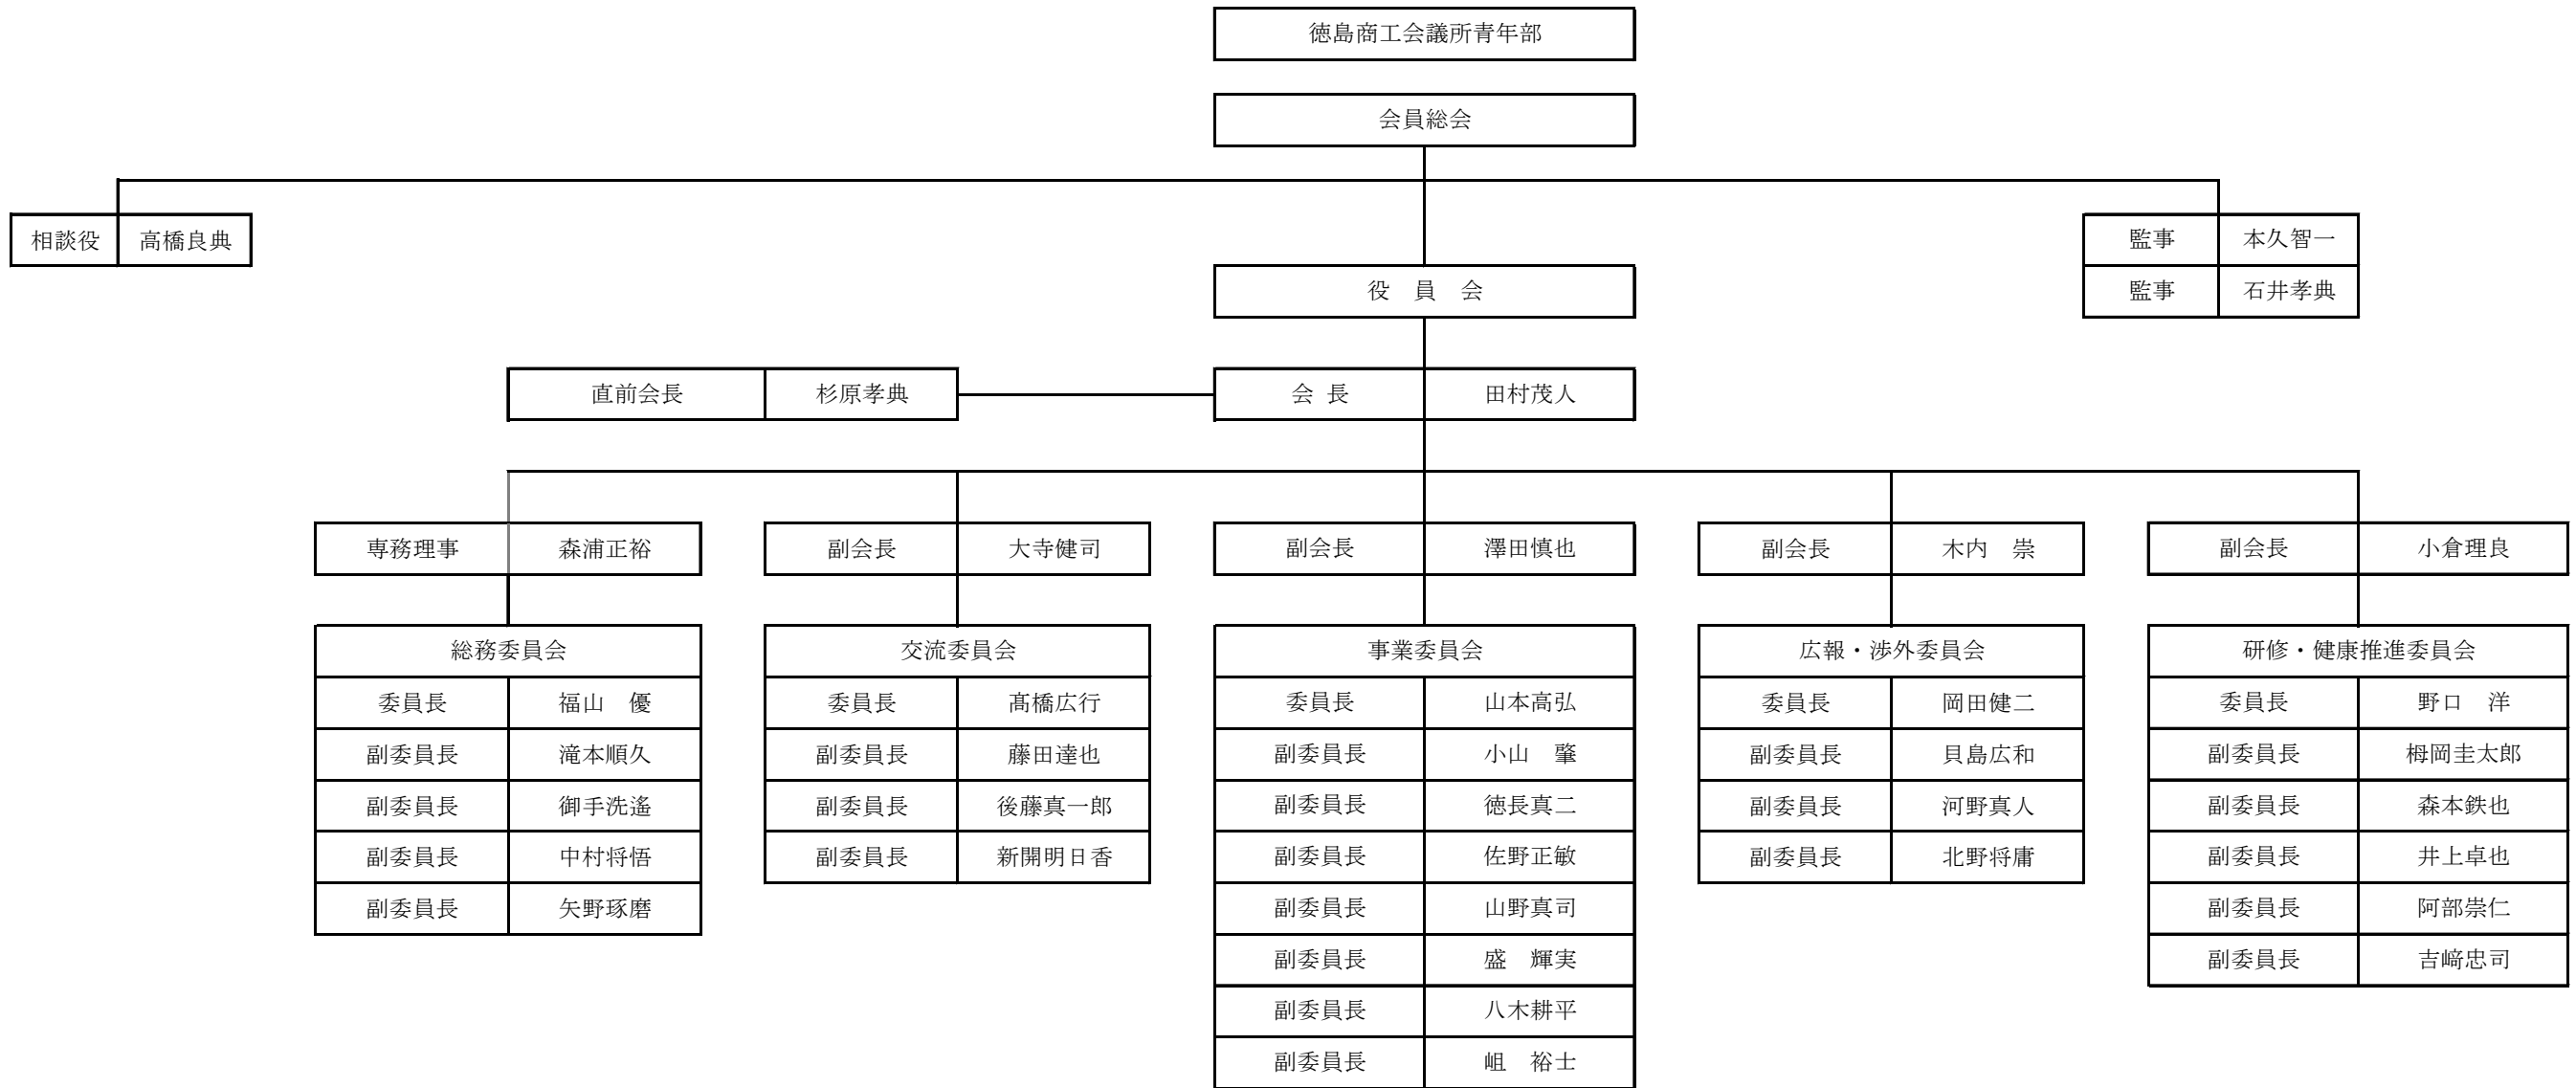 徳島商工会議所青年部
会員総会
相談役 高橋良典
監事 本久智一
監事 石井孝典
役　員　会
直前会長 杉原孝典
会 長 田村茂人
専務理事 森浦正裕
副会長 大寺健司
副会長 澤田慎也
副会長 木内　崇
副会長 小倉理良
総務委員会
委員長 福山　優
副委員長 滝本順久
副委員長 御手洗遙
副委員長 中村将悟
副委員長 矢野琢磨
交流委員会
委員長 髙橋広行
副委員長 藤田達也
副委員長 後藤真一郎
副委員長 新開明日香
事業委員会
委員長 山本高弘
副委員長 小山　肇
副委員長 徳長真二
副委員長 佐野正敏
副委員長 山野真司
副委員長 盛　輝実
副委員長 八木耕平
副委員長 岨　裕士
広報・渉外委員会
委員長 岡田健二
副委員長 貝島広和
副委員長 河野真人
副委員長 北野将庸
研修・健康推進委員会
委員長 野口　洋
副委員長 栂岡圭太郎
副委員長 森本鉄也
副委員長 井上卓也
副委員長 阿部崇仁
副委員長 吉﨑忠司